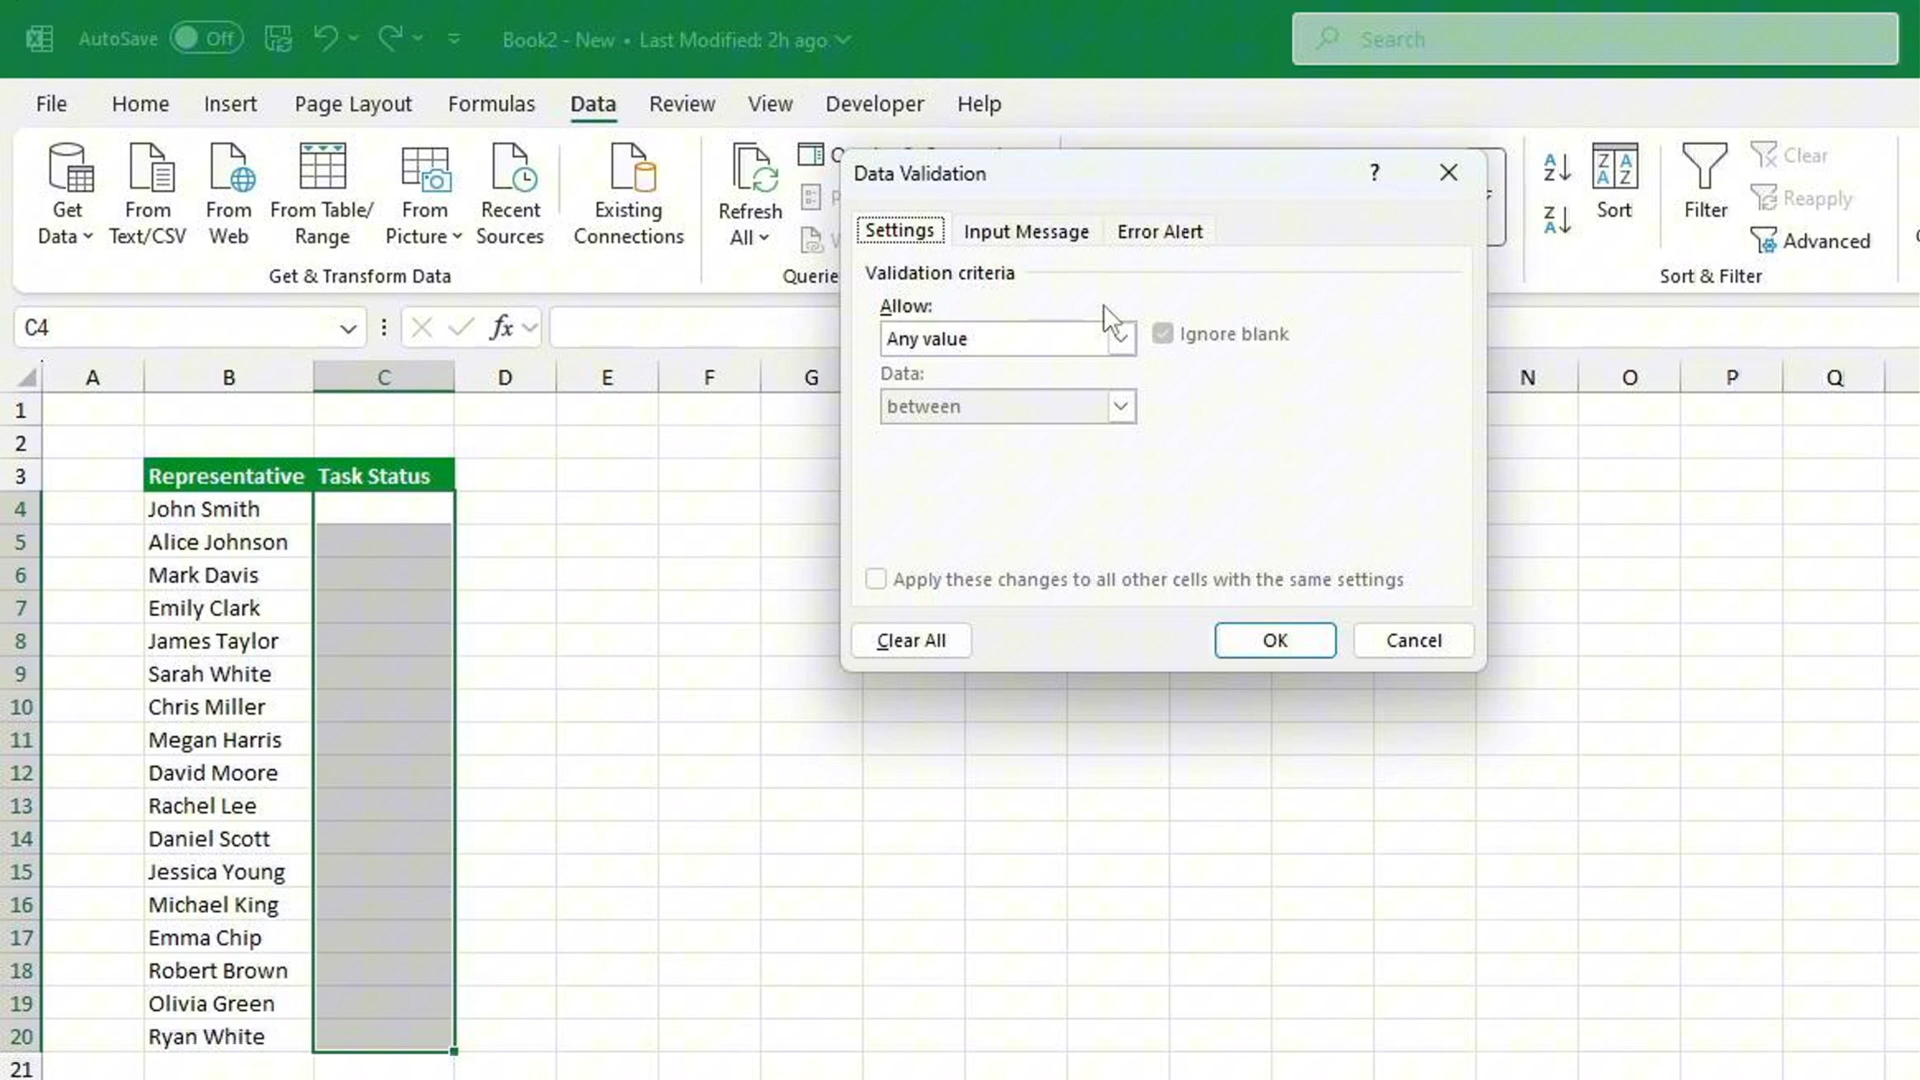 AutoSave Off Book2 - New • Last Modified: 2h ago Search
File Home Insert Page Layout Formulas Data Review View Developer Help
Get Data
From Text/CSV
From Web
From Table/ Range
From Picture
Recent Sources
Existing Connections
Refresh All
Sort
Filter
Clear
Reapply
Advanced
Get & Transform Data
Querie
Sort & Filter
C4
fx
Data Validation ? 
Settings Input Message Error Alert
Validation criteria
Allow:
Any value
Ignore blank
Data:
between
Apply these changes to all other cells with the same settings
Clear All OK Cancel
A B C D E F G N O P Q
1
2
3 Representative Task Status
4 John Smith
5 Alice Johnson
6 Mark Davis
7 Emily Clark
8 James Taylor
9 Sarah White
10 Chris Miller
11 Megan Harris
12 David Moore
13 Rachel Lee
14 Daniel Scott
15 Jessica Young
16 Michael King
17 Emma Chip
18 Robert Brown
19 Olivia Green
20 Ryan White
21